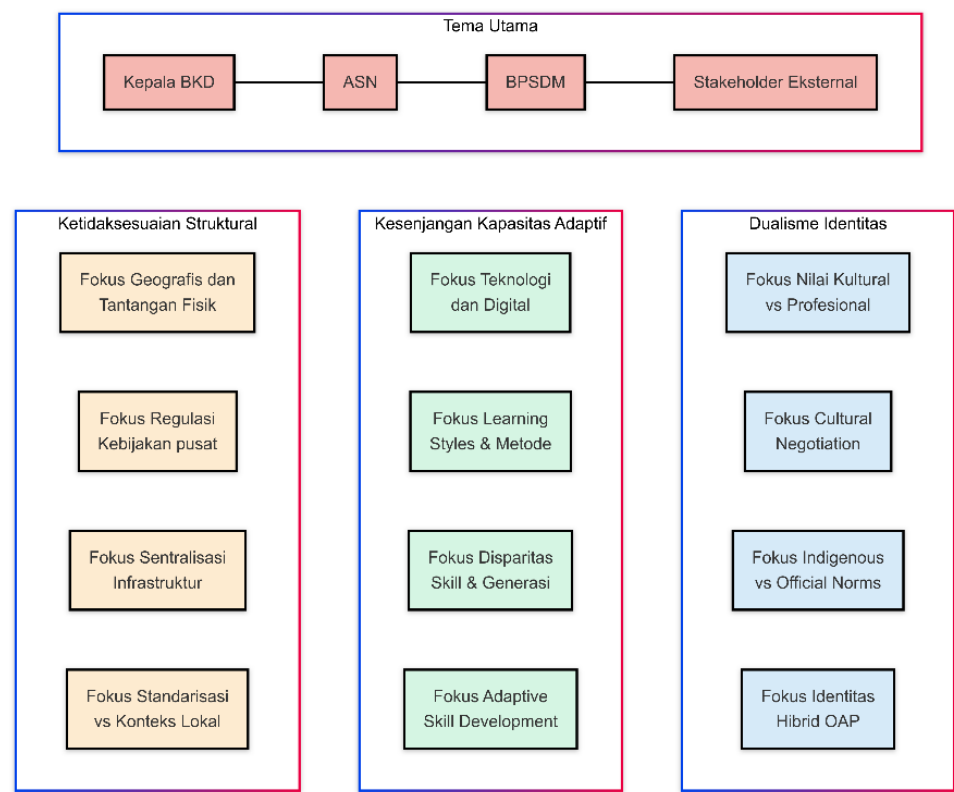 Tema Utama
Kepala BKD
ASN
BPSDM
Stakeholder Eksternal
Ketidaksesuaian Struktural
Fokus Geografis dan
Tantangan Fisik
Fokus Regulasi
Kebijakan pusat
Fokus Sentralisasi
Infrastruktur
Fokus Standarisasi
vs Konteks Lokal
Kesenjangan Kapasitas Adaptif
Fokus Teknologi
dan Digital
Fokus Learning
Styles & Metode
Fokus Disparitas
Skill & Generasi
Fokus Adaptive
Skill Development
Dualisme Identitas
Fokus Nilai Kultural
vs Profesional
Fokus Cultural
Negotiation
Fokus Indigenous
vs Official Norms
Fokus Identitas
Hibrid OAP